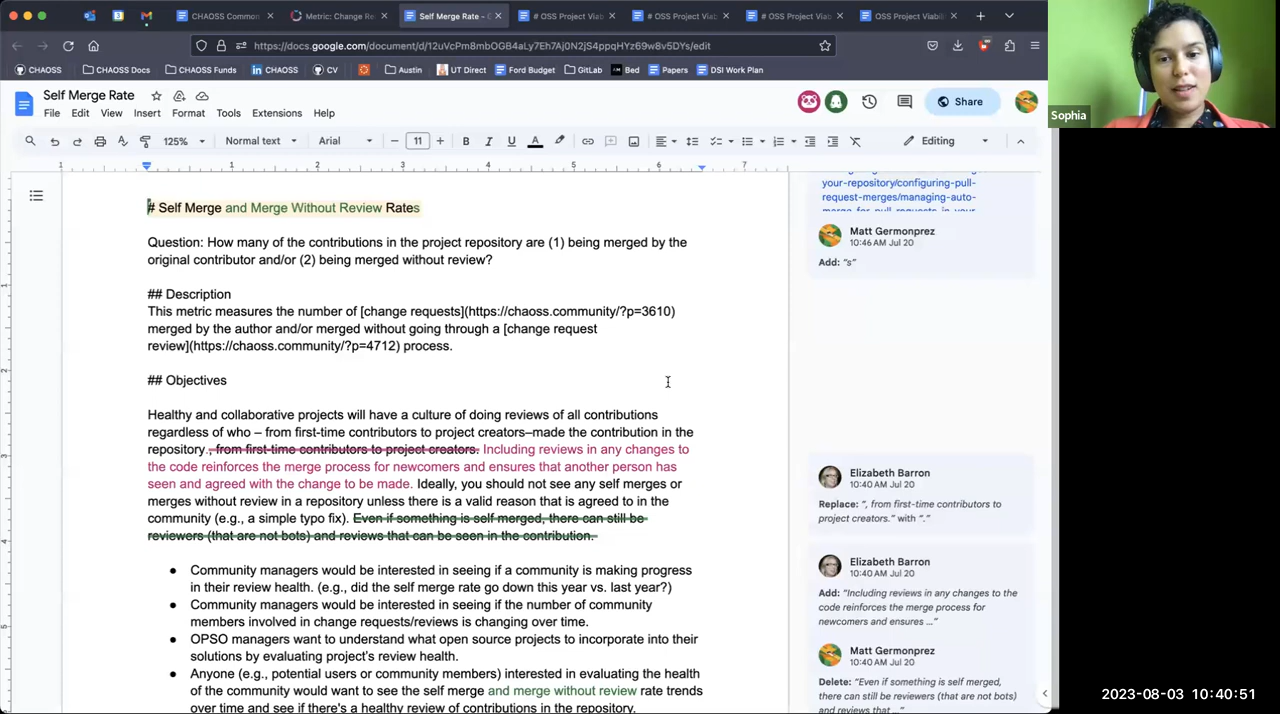 CHAOSS Common
Metric: Change Re
Self Merge Rate - G
# OSS Project Viab
# OSS Project Viab
# OSS Project Viab
OSS Project Viabili
https://docs.google.com/document/d/12uVcPm8mbOGB4aLy7Eh7Aj0N2jS4ppqHYz69w8v5DYs/edit
CHAOSS
CHAOSS Docs
CHAOSS Funds
CHAOSS
CV
Austin
UT Direct
Ford Budget
GitLab
Bed
Papers
DSI Work Plan
Self Merge Rate
File Edit View Insert Format Tools Extensions Help
Share
125%
Normal text
Arial
11
Editing
1 1 2 3 4 5 6 7
# Self Merge and Merge Without Review Rates
Question: How many of the contributions in the project repository are (1) being merged by the
original contributor and/or (2) being merged without review?
## Description
This metric measures the number of [change requests](https://chaoss.community/?p=3610)
merged by the author and/or merged without going through a [change request
review](https://chaoss.community/?p=4712) process.
## Objectives
Healthy and collaborative projects will have a culture of doing reviews of all contributions
regardless of who – from first-time contributors to project creators–made the contribution in the
repository., from first-time contributors to project creators. Including reviews in any changes to
the code reinforces the merge process for newcomers and ensures that another person has
seen and agreed with the change to be made. Ideally, you should not see any self merges or
merges without review in a repository unless there is a valid reason that is agreed to in the
community (e.g., a simple typo fix). Even if something is self merged, there can still be
reviewers (that are not bots) and reviews that can be seen in the contribution.
● Community managers would be interested in seeing if a community is making progress
in their review health. (e.g., did the self merge rate go down this year vs. last year?)
● Community managers would be interested in seeing if the number of community
members involved in change requests/reviews is changing over time.
● OPSO managers want to understand what open source projects to incorporate into their
solutions by evaluating project's review health.
● Anyone (e.g., potential users or community members) interested in evaluating the health
of the community would want to see the self merge and merge without review rate trends
over time and see if there's a healthy review of contributions in the repository.
your-repository/configuring-pull-
request-merges/managing-auto-
merge-for-pull-requests-in-your-
Matt Germonprez
10:46 AM Jul 20
Add: "s"
Elizabeth Barron
10:40 AM Jul 20
Replace: ", from first-time contributors to
project creators." with "."
Elizabeth Barron
10:40 AM Jul 20
Add: "Including reviews in any changes to
the code reinforces the merge process for
newcomers and ensures ..."
Matt Germonprez
10:40 AM Jul 20
Delete: "Even if something is self merged,
there can still be reviewers (that are not bots)
and reviews that ..."
Sophia
2023-08-03 10:40:51